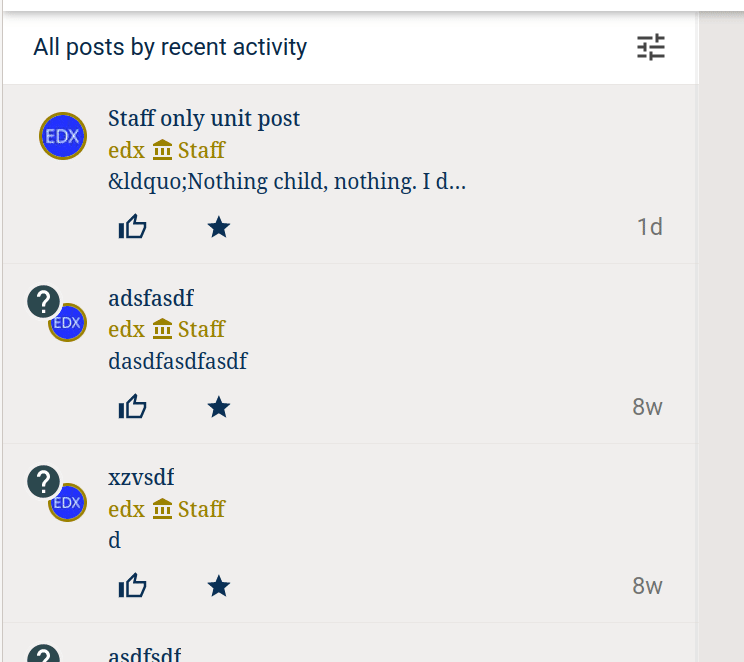 All posts by recent activity
EDX
Staff only unit post
edx Staff
&ldquo;Nothing child, nothing. I d...
1d
?
EDX
adsfasdf
edx Staff
dasdfasdfasdf
8w
?
EDX
xzvsdf
edx Staff
d
8w
?
asdfsdf